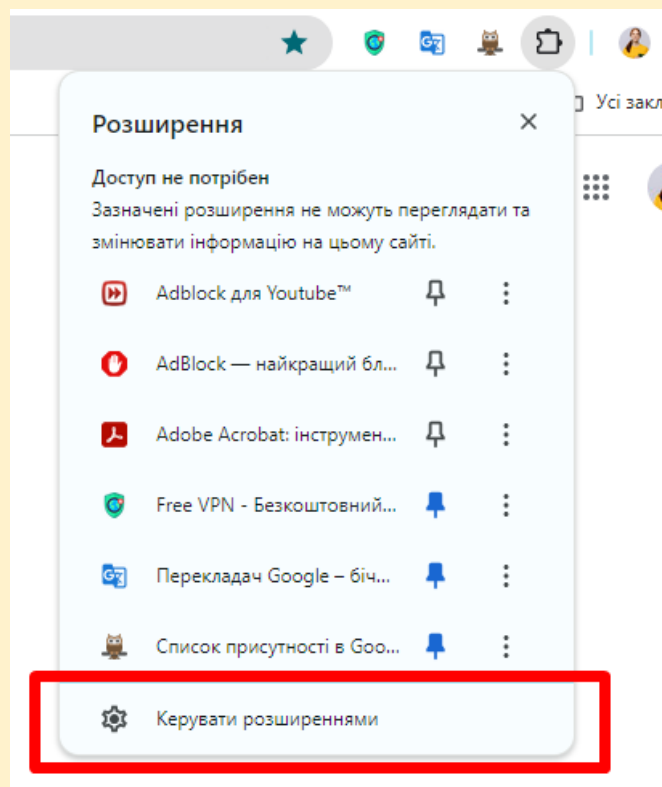 Усі закл
Розширення
Доступ не потрібен
Зазначені розширення не можуть переглядати та
змінювати інформацію на цьому сайті.
Adblock для Youtube™
AdBlock — найкращий бл...
Adobe Acrobat: інструмен...
Free VPN - Безкоштовний...
Перекладач Google – біч...
Список присутності в Goo...
Керувати розширеннями